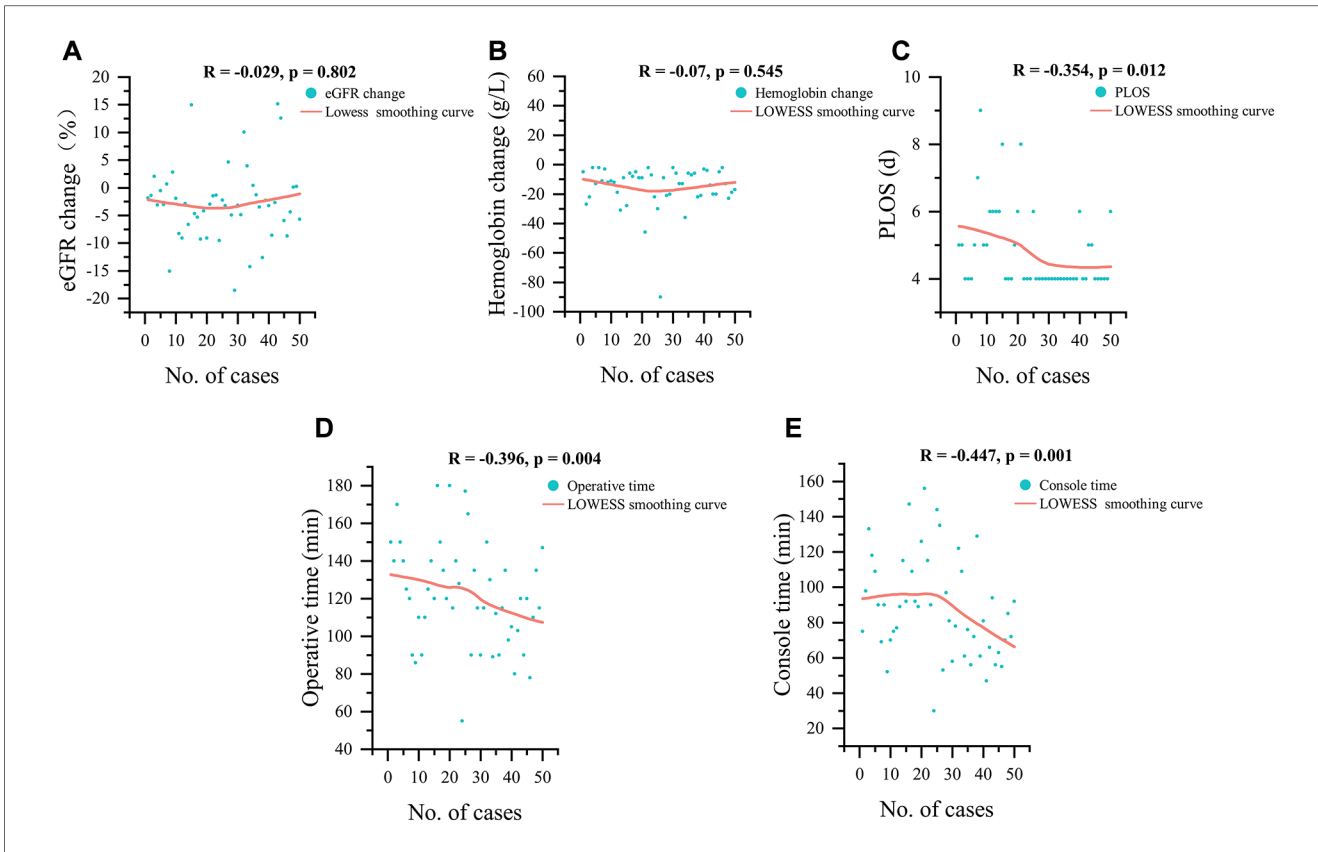 A
R = -0.029, p = 0.802
eGFR change
Lowess smoothing curve
eGFR change (%)
20
15
10
5
0
-5
-10
-15
-20
0 10 20 30 40 50
No. of cases
B
R = -0.07, p = 0.545
Hemoglobin change
LOWESS smoothing curve
Hemoglobin change (g/L)
60
40
20
0
-20
-40
-60
-80
-100
0 10 20 30 40 50
No. of cases
C
R = -0.354, p = 0.012
PLOS
LOWESS smoothing curve
PLOS (d)
10
8
6
4
0 10 20 30 40 50
No. of cases
D
R = -0.396, p = 0.004
Operative time
LOWESS smoothing curve
Operative time (min)
180
160
140
120
100
80
60
40
0 10 20 30 40 50
No. of cases
E
R = -0.447, p = 0.001
Console time
LOWESS smoothing curve
Console time (min)
160
140
120
100
80
60
40
20
0 10 20 30 40 50
No. of cases